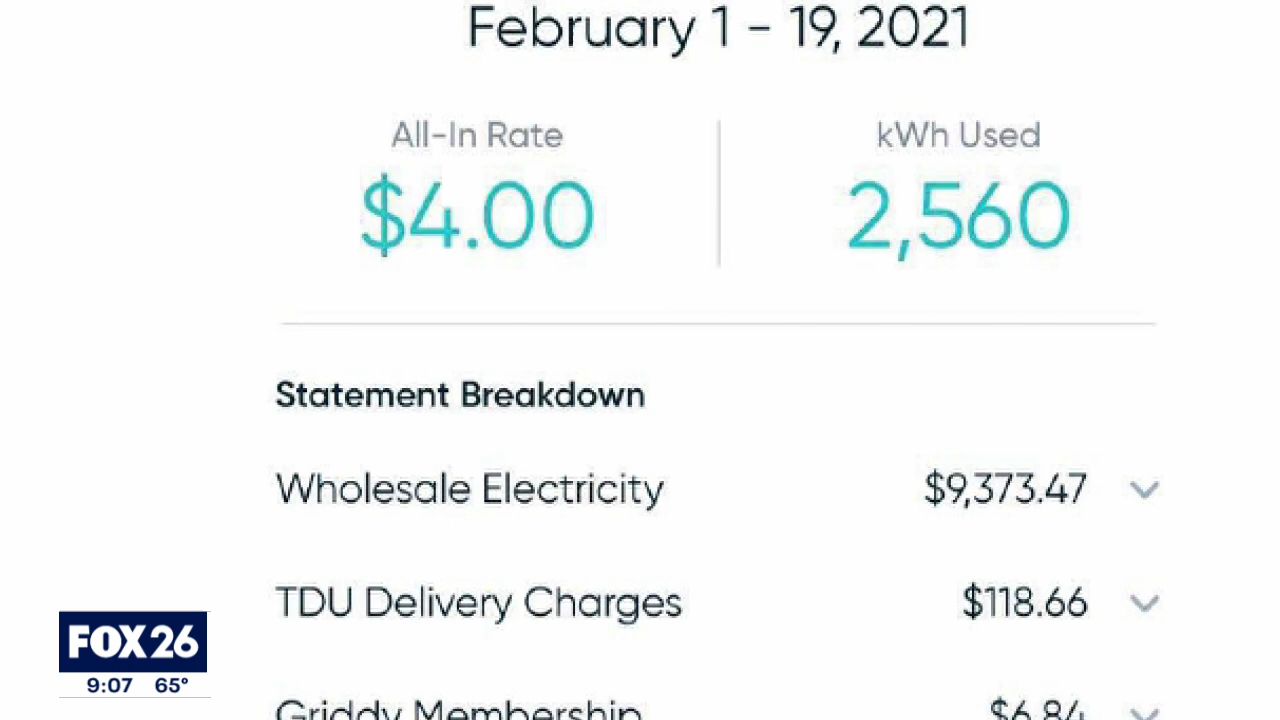 February 1 - 19, 2021
All-In Rate
kWh Used
$4.00
2,560
Statement Breakdown
Wholesale Electricity $9,373.47
TDU Delivery Charges $118.66
Griddy Membership $6.84
FOX 26
9:07 65°